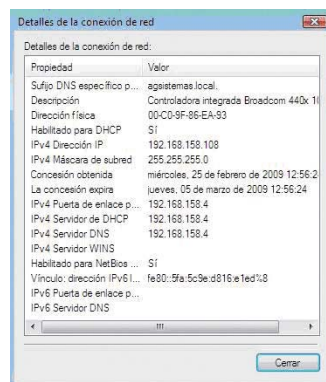 Detalles de la conexión de red
Detalles de la conexión de red:
Propiedad Valor
Sufijo DNS específico p... agsistemas.local.
Descripción Controladora integrada Broadcom 440x 10
Dirección física 00-C0-9F-86-EA-93
Habilitado para DHCP Sí
IPv4 Dirección IP 192.168.158.108
IPv4 Máscara de subred 255.255.255.0
Concesión obtenida miércoles, 25 de febrero de 2009 12:56:2
La concesión expira jueves, 05 de marzo de 2009 12:56:24
IPv4 Puerta de enlace p... 192.168.158.4
IPv4 Servidor de DHCP 192.168.158.4
IPv4 Servidor DNS 192.168.158.4
IPv4 Servidor WINS
Habilitado para NetBios ... Sí
Vínculo: dirección IPv6 l... fe80::5fa:5c9e:d816:e1ed%8
IPv6 Puerta de enlace p...
IPv6 Servidor DNS
Cerrar